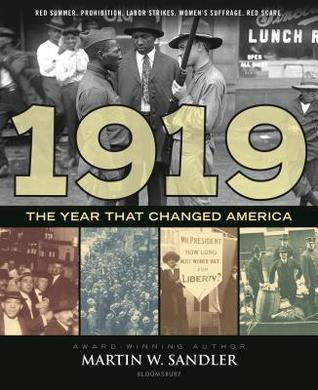 RED SUMMER. PROHIBITION. LABOR STRIKES. WOMEN'S SUFFRAGE. RED SCARE.
LUNCH R
OPEN
1919
THE YEAR THAT CHANGED AMERICA
MR. PRESIDENT
HOW LONG
MUST WOMEN WAIT
FOR
LIBERTY?
AWARD-WINNING AUTHOR
MARTIN W. SANDLER
BLOOMSBURY